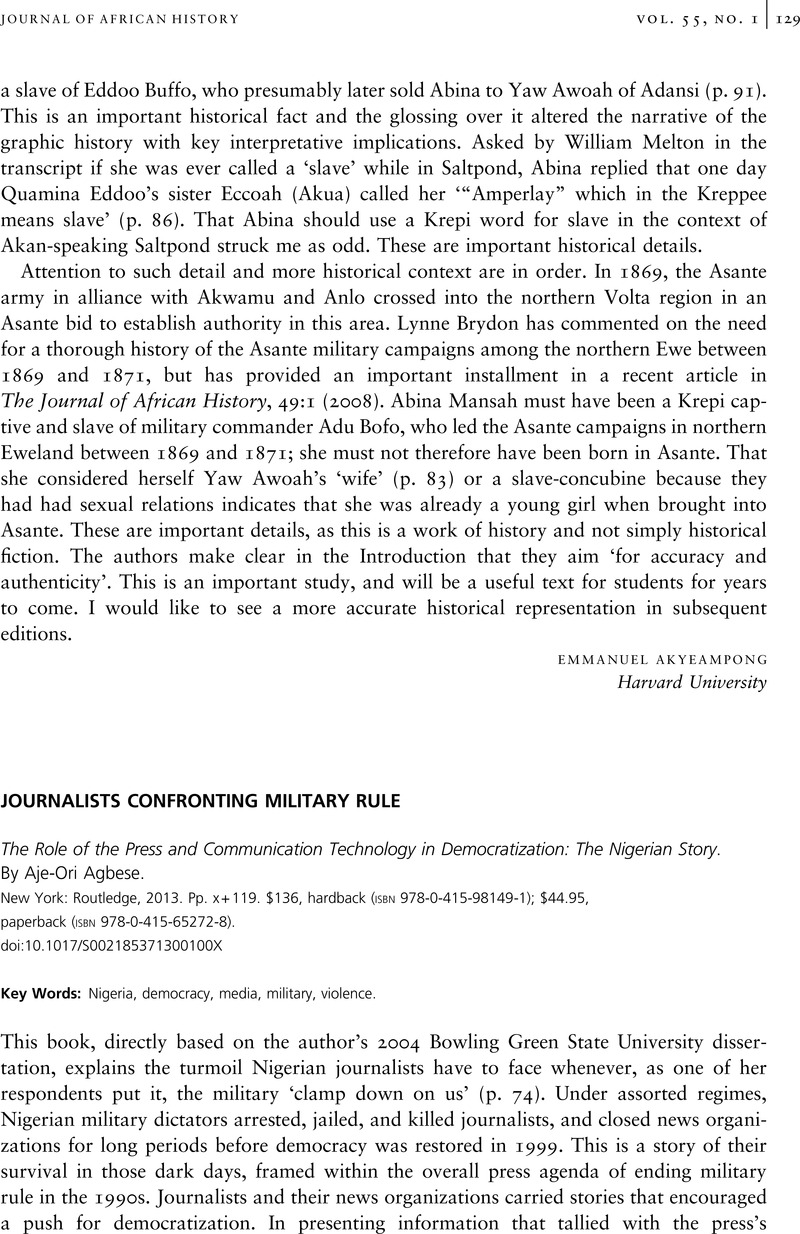 JOURNAL OF AFRICAN HISTORY VOL. 55, NO. 1 | 129
a slave of Eddoo Buffo, who presumably later sold Abina to Yaw Awoah of Adansi (p. 91).
This is an important historical fact and the glossing over it altered the narrative of the
graphic history with key interpretative implications. Asked by William Melton in the
transcript if she was ever called a ‘slave’ while in Saltpond, Abina replied that one day
Quamina Eddoo’s sister Eccoah (Akua) called her ‘“Amperlay” which in the Kreppee
means slave’ (p. 86). That Abina should use a Krepi word for slave in the context of
Akan-speaking Saltpond struck me as odd. These are important historical details.
Attention to such detail and more historical context are in order. In 1869, the Asante
army in alliance with Akwamu and Anlo crossed into the northern Volta region in an
Asante bid to establish authority in this area. Lynne Brydon has commented on the need
for a thorough history of the Asante military campaigns among the northern Ewe between
1869 and 1871, but has provided an important installment in a recent article in
The Journal of African History, 49:1 (2008). Abina Mansah must have been a Krepi cap-
tive and slave of military commander Adu Bofo, who led the Asante campaigns in northern
Eweland between 1869 and 1871; she must not therefore have been born in Asante. That
she considered herself Yaw Awoah’s ‘wife’ (p. 83) or a slave-concubine because they
had had sexual relations indicates that she was already a young girl when brought into
Asante. These are important details, as this is a work of history and not simply historical
fiction. The authors make clear in the Introduction that they aim ‘for accuracy and
authenticity’. This is an important study, and will be a useful text for students for years
to come. I would like to see a more accurate historical representation in subsequent
editions.
EMMANUEL AKYEAMPONG
Harvard University
JOURNALISTS CONFRONTING MILITARY RULE
The Role of the Press and Communication Technology in Democratization: The Nigerian Story.
By Aje-Ori Agbese.
New York: Routledge, 2013. Pp. x+119. $136, hardback (ISBN 978-0-415-98149-1); $44.95,
paperback (ISBN 978-0-415-65272-8).
doi:10.1017/S002185371300100X
Key Words: Nigeria, democracy, media, military, violence.
This book, directly based on the author’s 2004 Bowling Green State University disser-
tation, explains the turmoil Nigerian journalists have to face whenever, as one of her
respondents put it, the military ‘clamp down on us’ (p. 74). Under assorted regimes,
Nigerian military dictators arrested, jailed, and killed journalists, and closed news organi-
zations for long periods before democracy was restored in 1999. This is a story of their
survival in those dark days, framed within the overall press agenda of ending military
rule in the 1990s. Journalists and their news organizations carried stories that encouraged
a push for democratization. In presenting information that tallied with the press’s